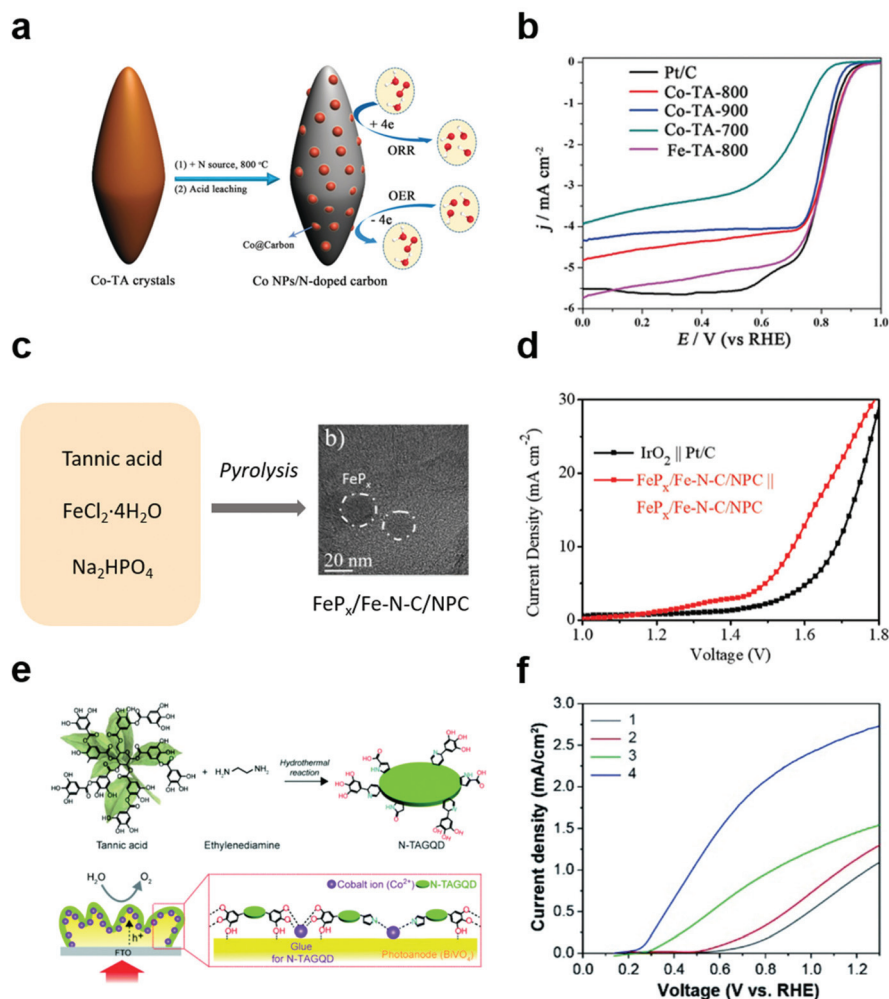 a
(1) + N source, 800 °C
(2) Acid leaching
+ 4e
ORR
OER
- 4e
Co@Carbon
Co-TA crystals
Co NPs/N-doped carbon
b
Pt/C
Co-TA-800
Co-TA-900
Co-TA-700
Fe-TA-800
j / mA cm⁻²
0
-1
-2
-3
-4
-5
-6
0.0 0.2 0.4 0.6 0.8 1.0
E / V (vs RHE)
c
Tannic acid
FeCl₂·4H₂O
Na₂HPO₄
Pyrolysis
b)
FePₓ
20 nm
FePₓ/Fe-N-C/NPC
d
IrO₂ || Pt/C
FePₓ/Fe-N-C/NPC ||
FePₓ/Fe-N-C/NPC
Current Density (mA cm⁻²)
30
20
10
0
1.0 1.2 1.4 1.6 1.8
Voltage (V)
e
+ H₂N NH₂
Hydrothermal
reaction
Tannic acid
Ethylenediamine
N-TAGQD
H₂O O₂
h⁺
FTO
Cobalt ion (Co²⁺) N-TAGQD
Glue
for N-TAGQD
Photoanode (BiVO₄)
f
1
2
3
4
Current density (mA/cm²)
3.0
2.5
2.0
1.5
1.0
0.5
0.0
0.2 0.4 0.6 0.8 1.0 1.2
Voltage (V vs. RHE)